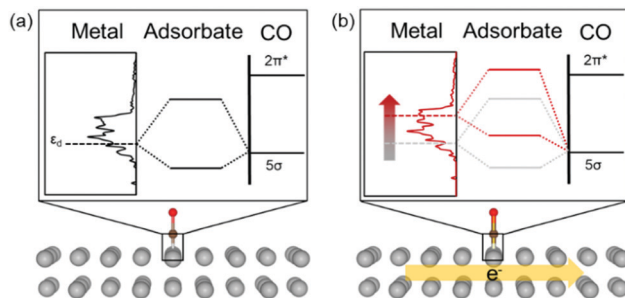 (a)
Metal Adsorbate CO
2π*
εd
5σ
(b)
Metal Adsorbate CO
2π*
5σ
e-